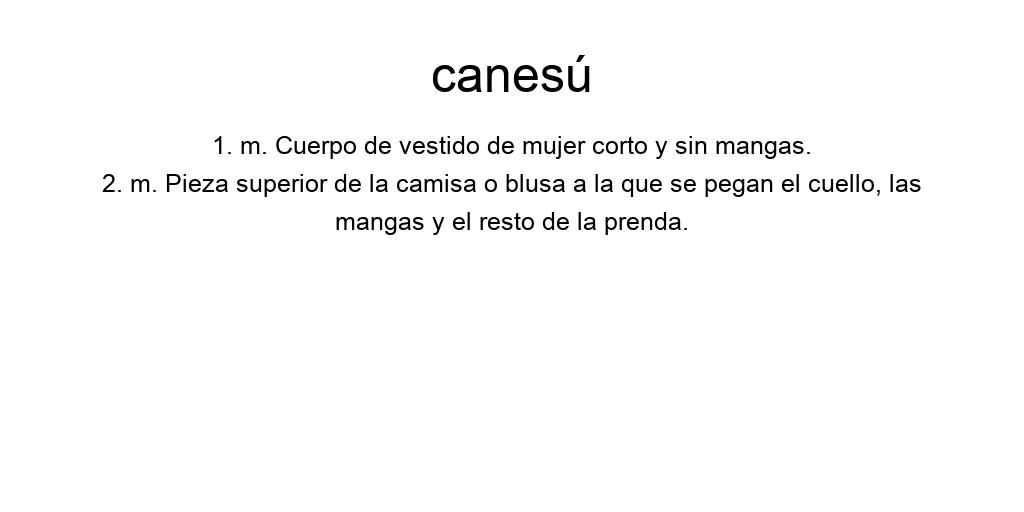 canesú
1. m. Cuerpo de vestido de mujer corto y sin mangas.
2. m. Pieza superior de la camisa o blusa a la que se pegan el cuello, las
mangas y el resto de la prenda.